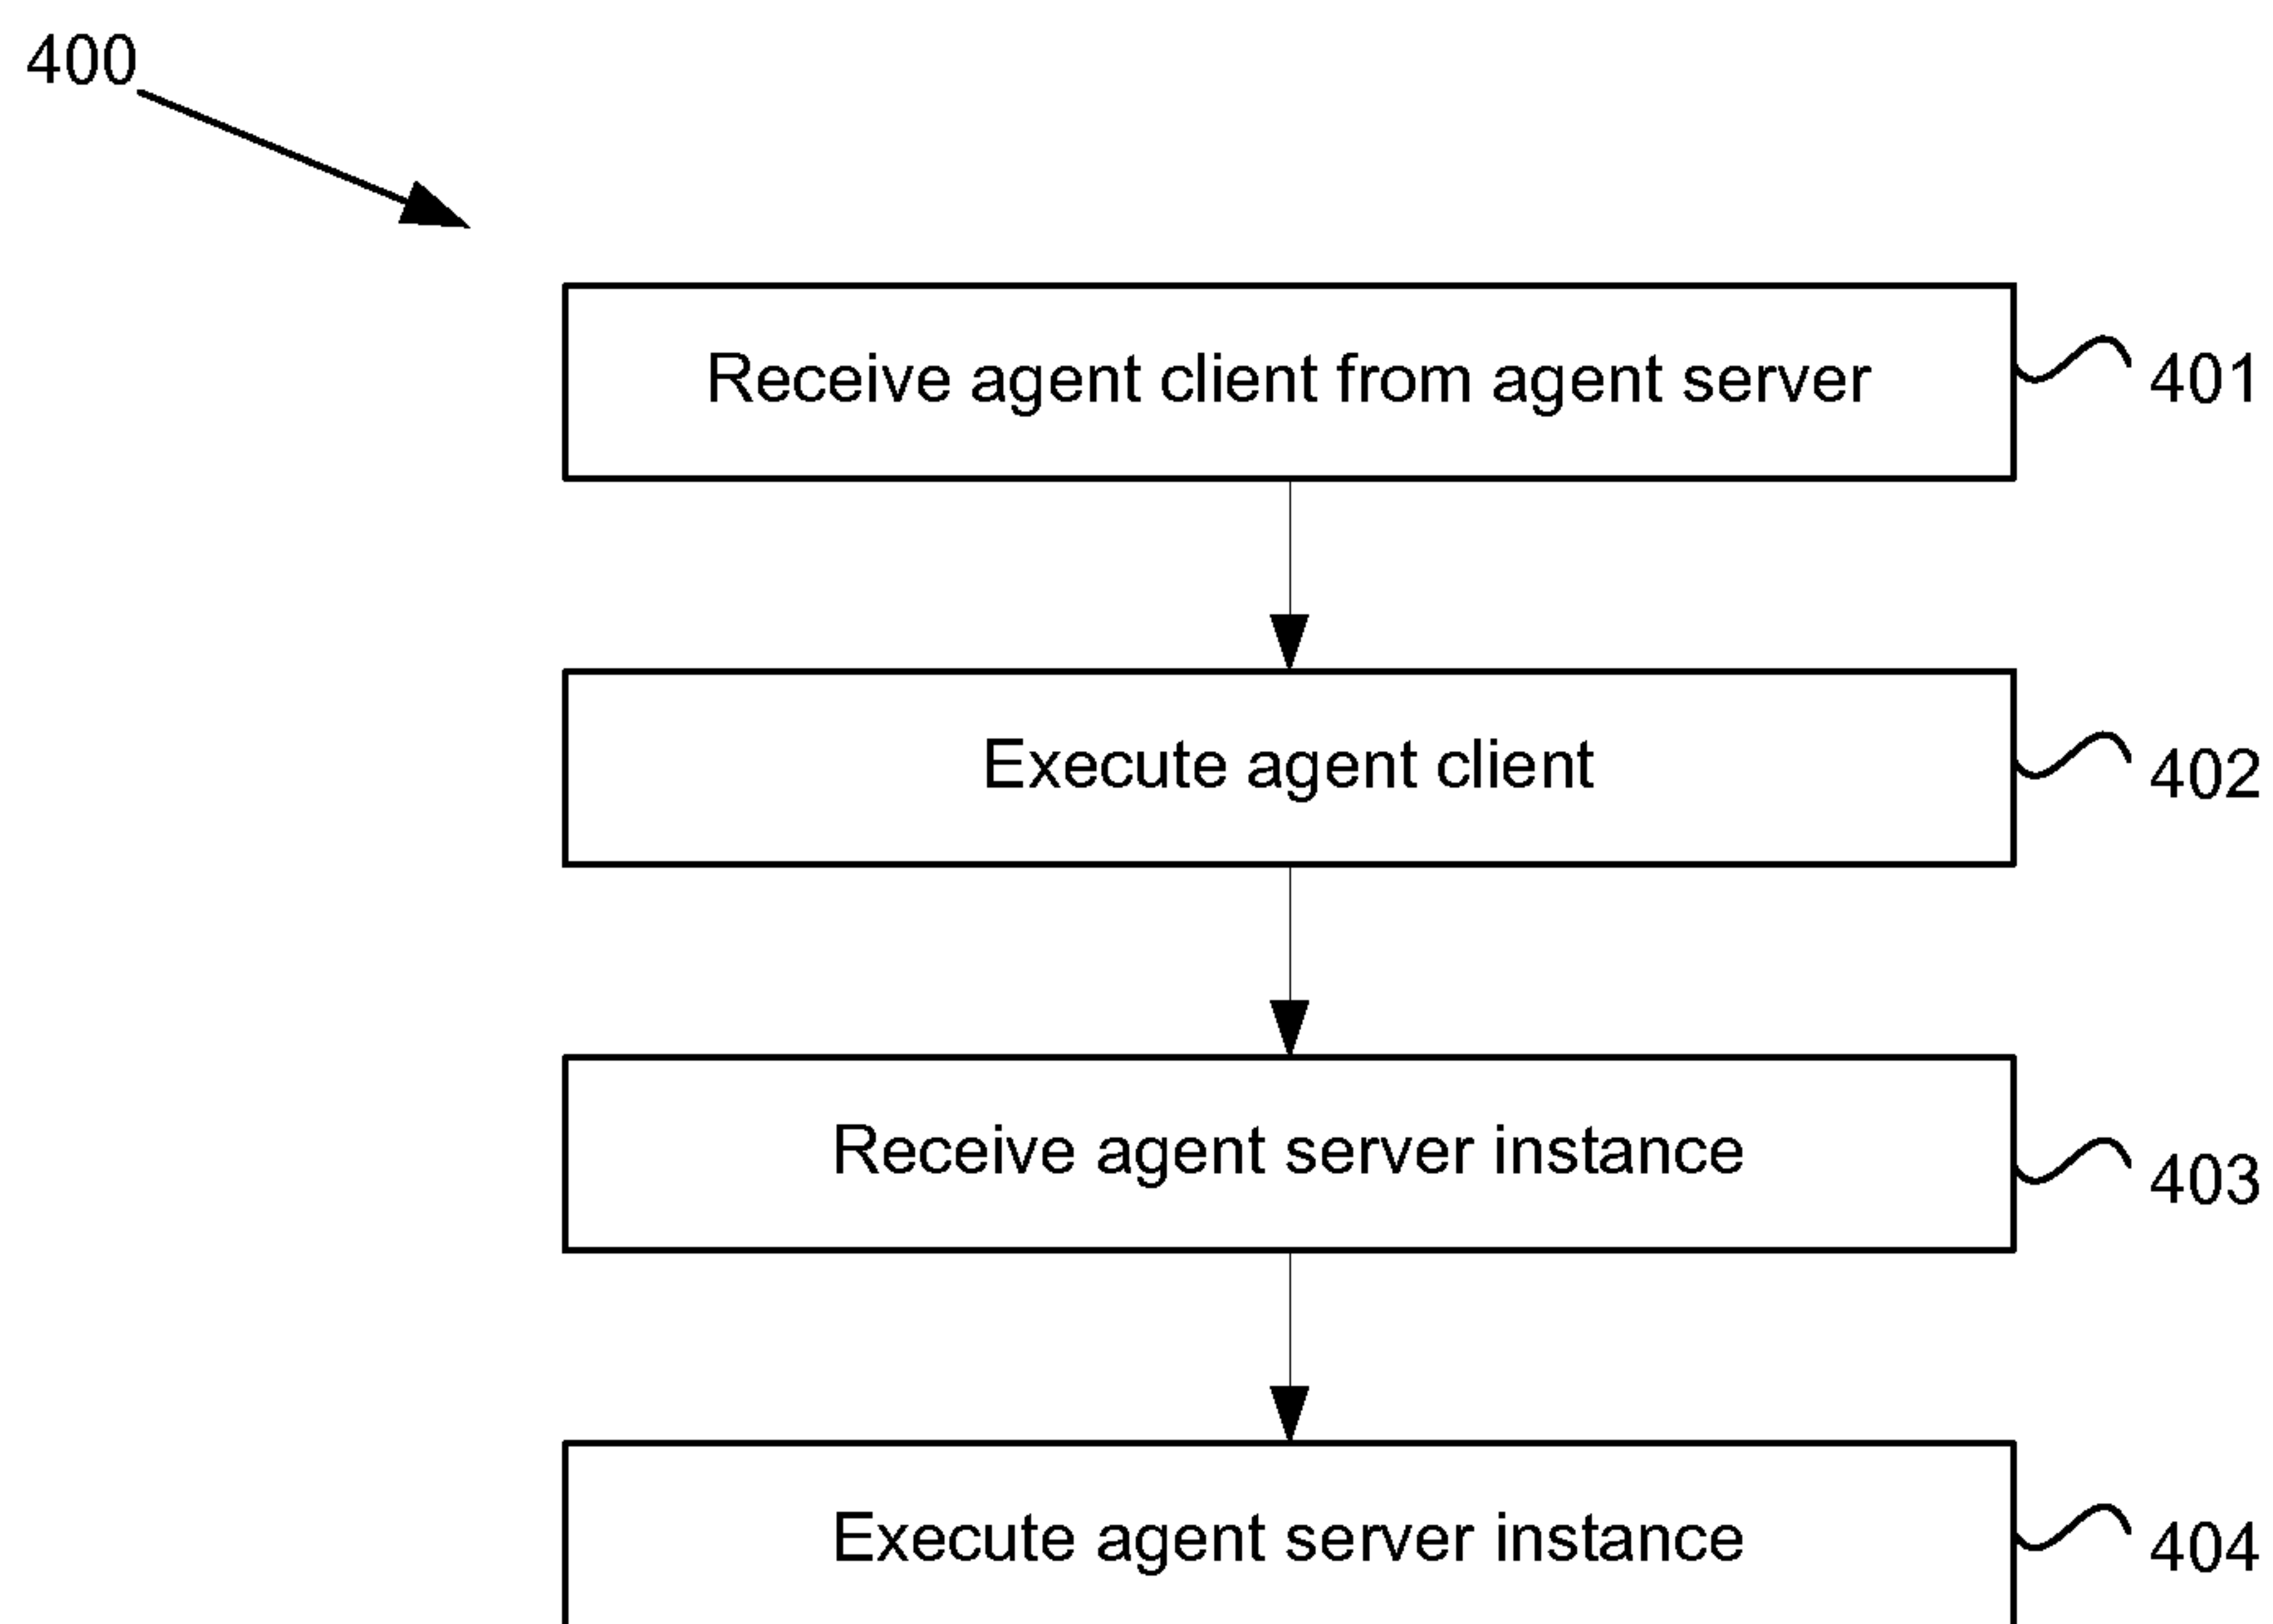 400
Receive agent client from agent server
401
Execute agent client
402
Receive agent server instance
403
Execute agent server instance
404